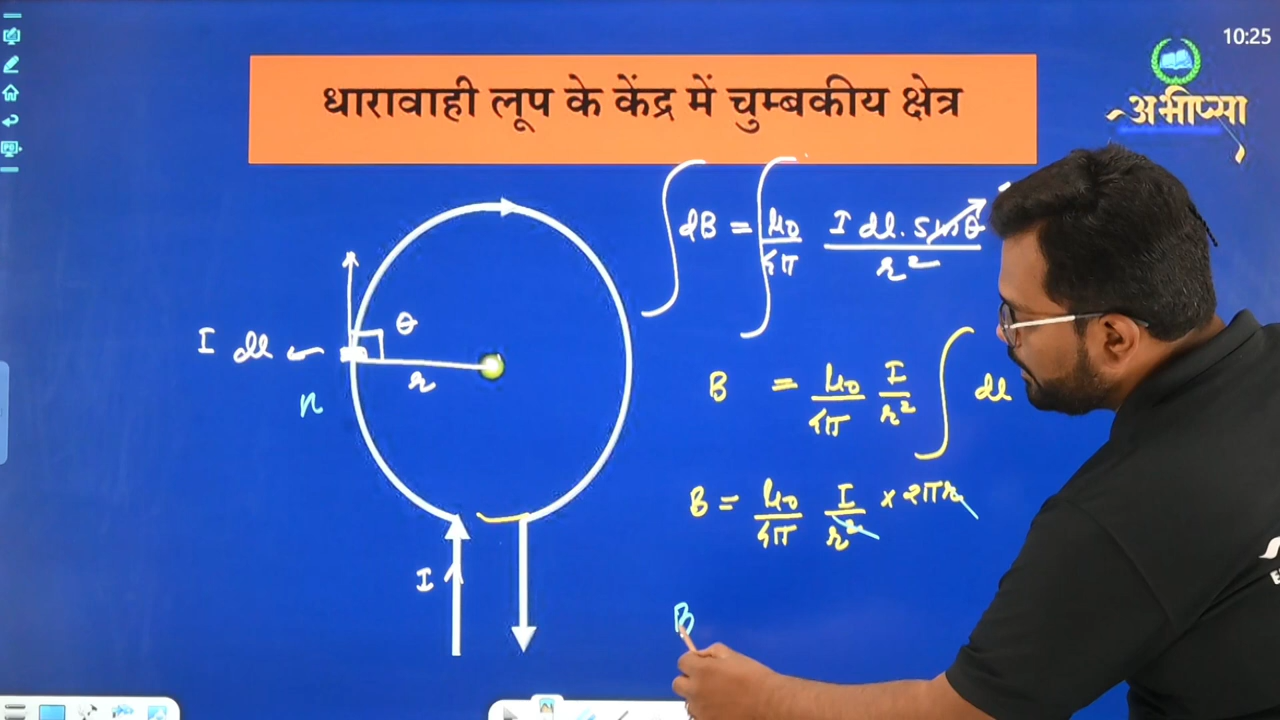 10:25
अभीप्सा
धारावाही लूप के केंद्र में चुम्बकीय क्षेत्र
∫dB = ∫ μ0/4π I dl. sinθ/r²
θ
I dl
r
n
B = μ0/4π I/r² ∫ dl
B = μ0/4π I/r² × 2πr
I
B